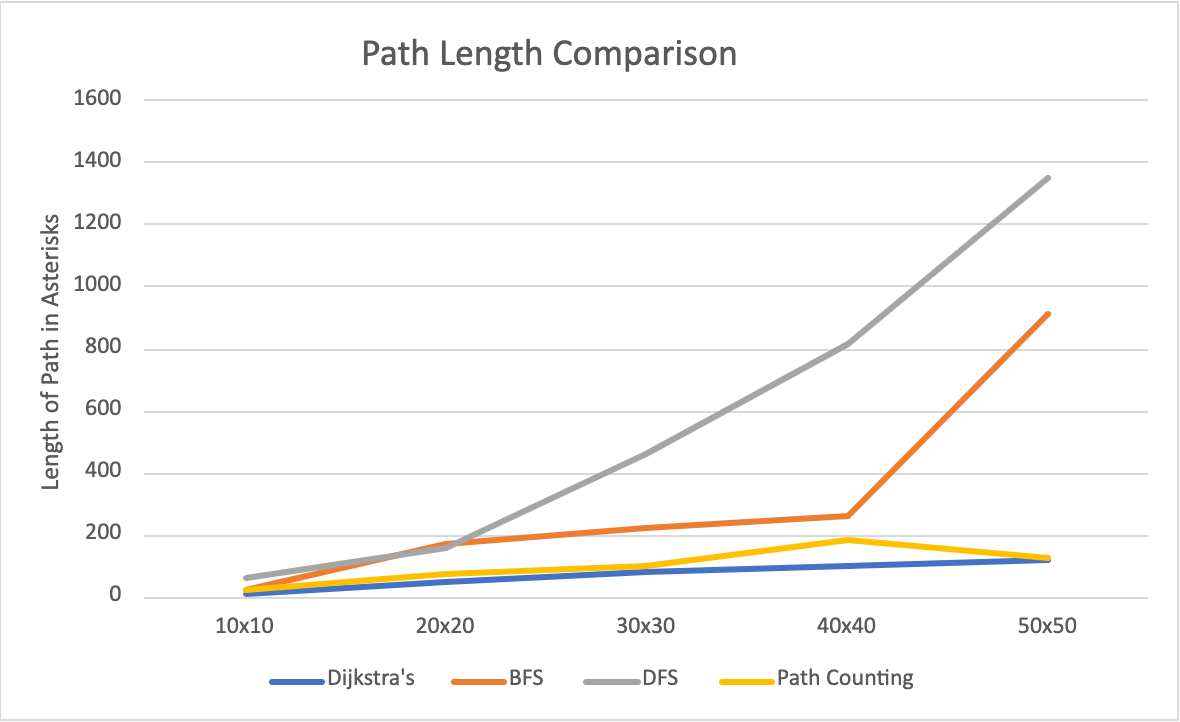 Path Length Comparison
Length of Path in Asterisks
1600
1400
1200
1000
800
600
400
200
0
10x10 20x20 30x30 40x40 50x50
Dijkstra's BFS DFS Path Counting